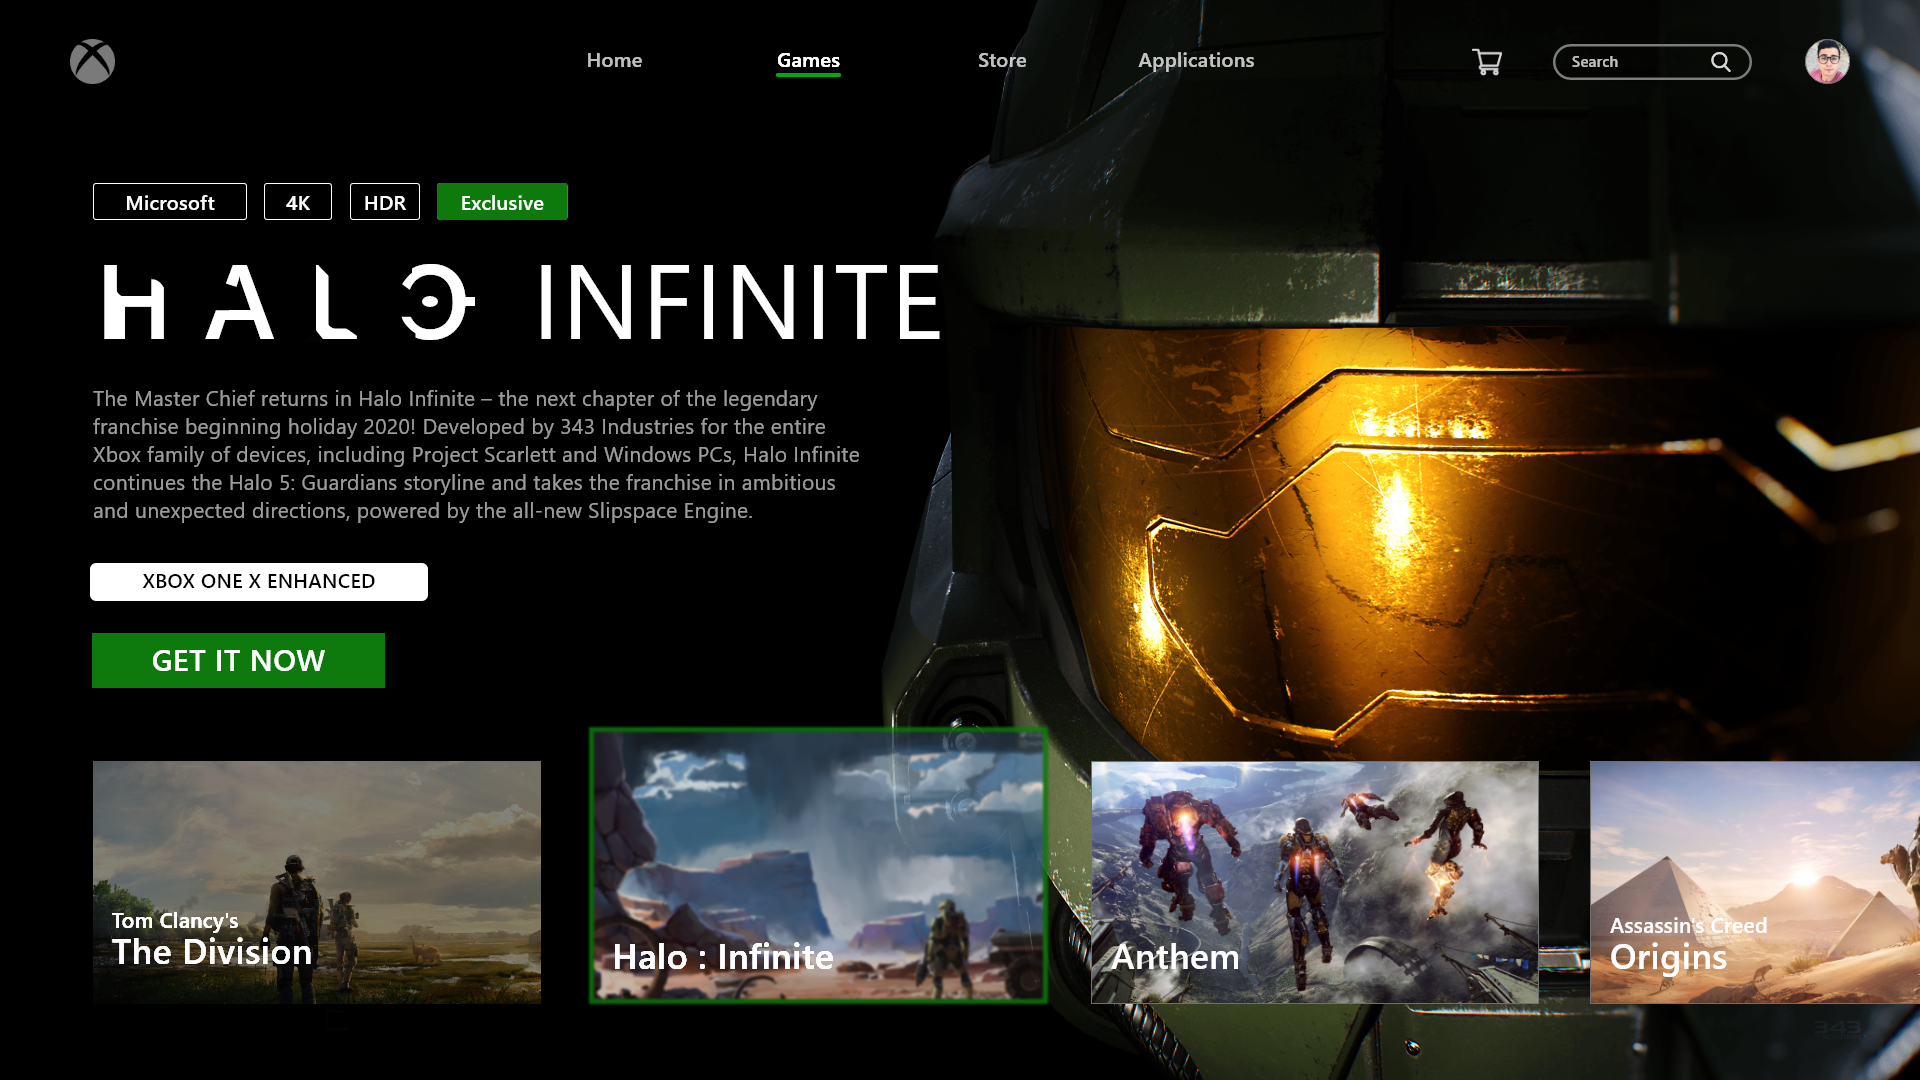 Home Games Store Applications Search
Microsoft 4K HDR Exclusive
HALO INFINITE
The Master Chief returns in Halo Infinite – the next chapter of the legendary
franchise beginning holiday 2020! Developed by 343 Industries for the entire
Xbox family of devices, including Project Scarlett and Windows PCs, Halo Infinite
continues the Halo 5: Guardians storyline and takes the franchise in ambitious
and unexpected directions, powered by the all-new Slipspace Engine.
XBOX ONE X ENHANCED
GET IT NOW
Tom Clancy's
The Division
Halo : Infinite
Anthem
Assassin's Creed
Origins
343